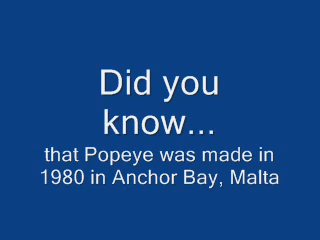 Did you
know...
that Popeye was made in
1980 in Anchor Bay, Malta